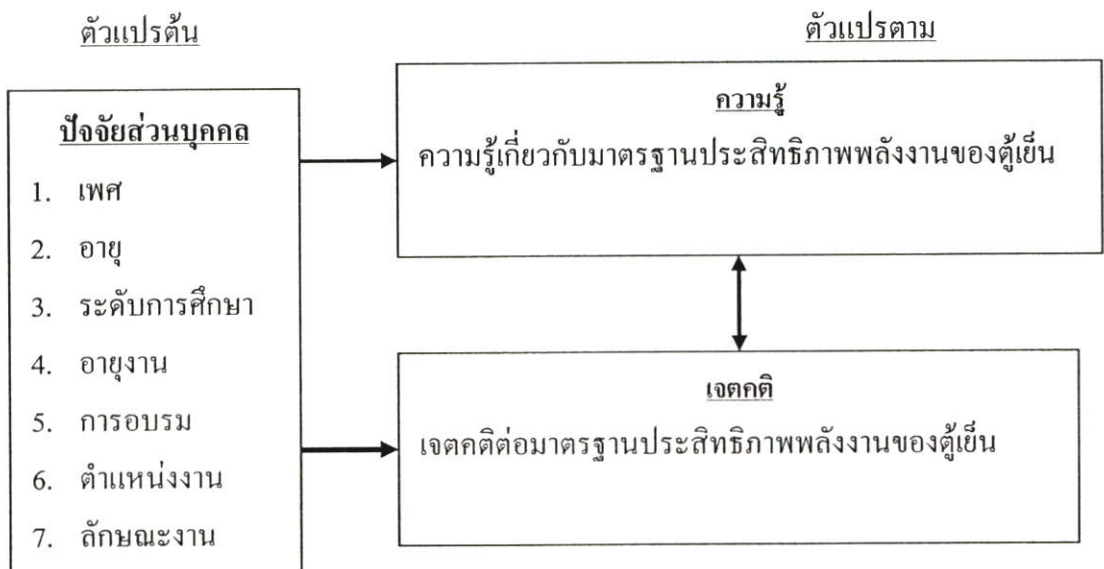 ตัวแปรต้น
ตัวแปรตาม
ปัจจัยส่วนบุคคล
1. เพศ
2. อายุ
3. ระดับการศึกษา
4. อายุงาน
5. การอบรม
6. ตำแหน่งงาน
7. ลักษณะงาน
ความรู้
ความรู้เกี่ยวกับมาตรฐานประสิทธิภาพพลังงานของตู้เย็น
เจตคติ
เจตคติต่อมาตรฐานประสิทธิภาพพลังงานของตู้เย็น